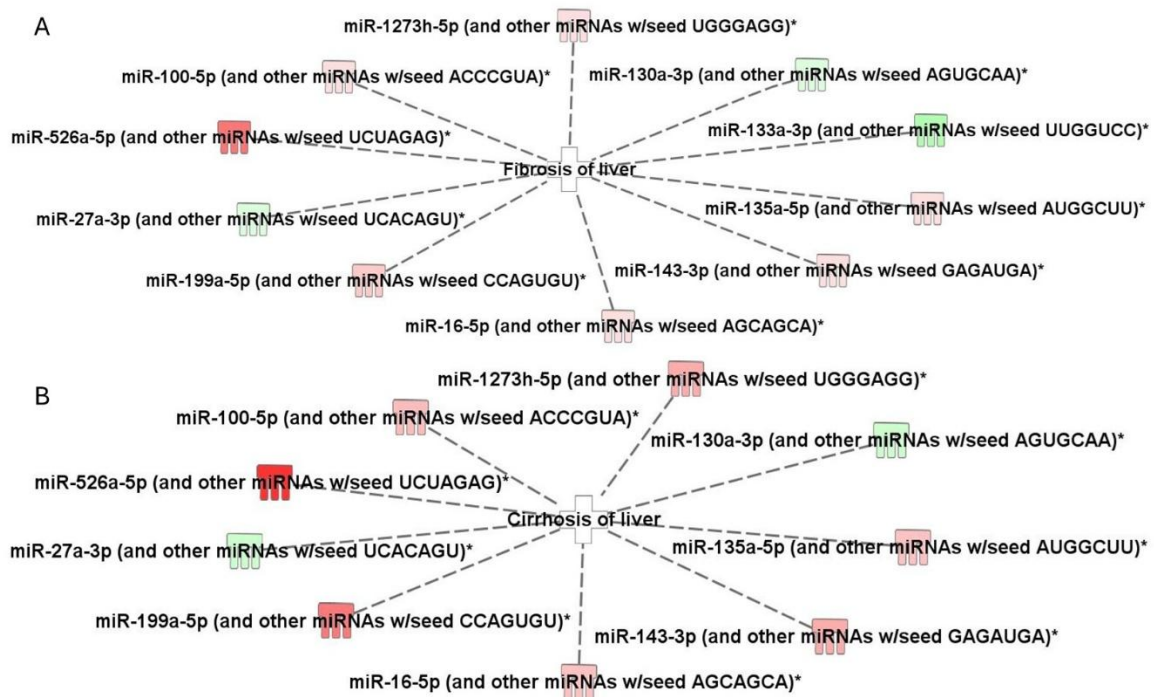 A
miR-1273h-5p (and other miRNAs w/seed UGGGAGG)*
miR-100-5p (and other miRNAs w/seed ACCCGUA)*
miR-130a-3p (and other miRNAs w/seed AGUGCAA)*
miR-526a-5p (and other miRNAs w/seed UCUAGAG)*
miR-133a-3p (and other miRNAs w/seed UUGGUCC)*
Fibrosis of liver
miR-27a-3p (and other miRNAs w/seed UCACAGU)*
miR-135a-5p (and other miRNAs w/seed AUGGCUU)*
miR-199a-5p (and other miRNAs w/seed CCAGUGU)*
miR-143-3p (and other miRNAs w/seed GAGAUGA)*
miR-16-5p (and other miRNAs w/seed AGCAGCA)*
B
miR-1273h-5p (and other miRNAs w/seed UGGGAGG)*
miR-100-5p (and other miRNAs w/seed ACCCGUA)*
miR-130a-3p (and other miRNAs w/seed AGUGCAA)*
miR-526a-5p (and other miRNAs w/seed UCUAGAG)*
Cirrhosis of liver
miR-27a-3p (and other miRNAs w/seed UCACAGU)*
miR-135a-5p (and other miRNAs w/seed AUGGCUU)*
miR-199a-5p (and other miRNAs w/seed CCAGUGU)*
miR-143-3p (and other miRNAs w/seed GAGAUGA)*
miR-16-5p (and other miRNAs w/seed AGCAGCA)*